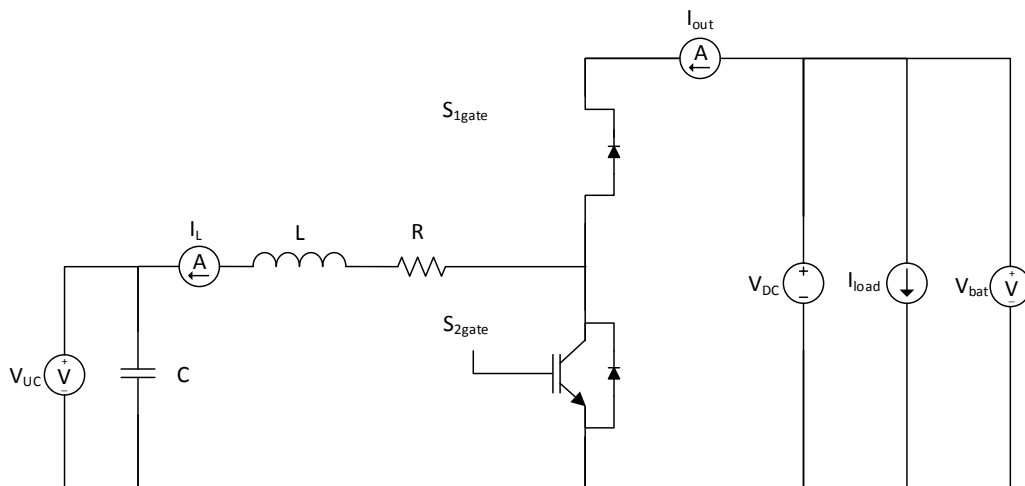 I_out
A
S_1gate
I_L
A
L
R
V_DC
+
−
I_load
V_bat
+
V
−
S_2gate
V_UC
+
V
−
C